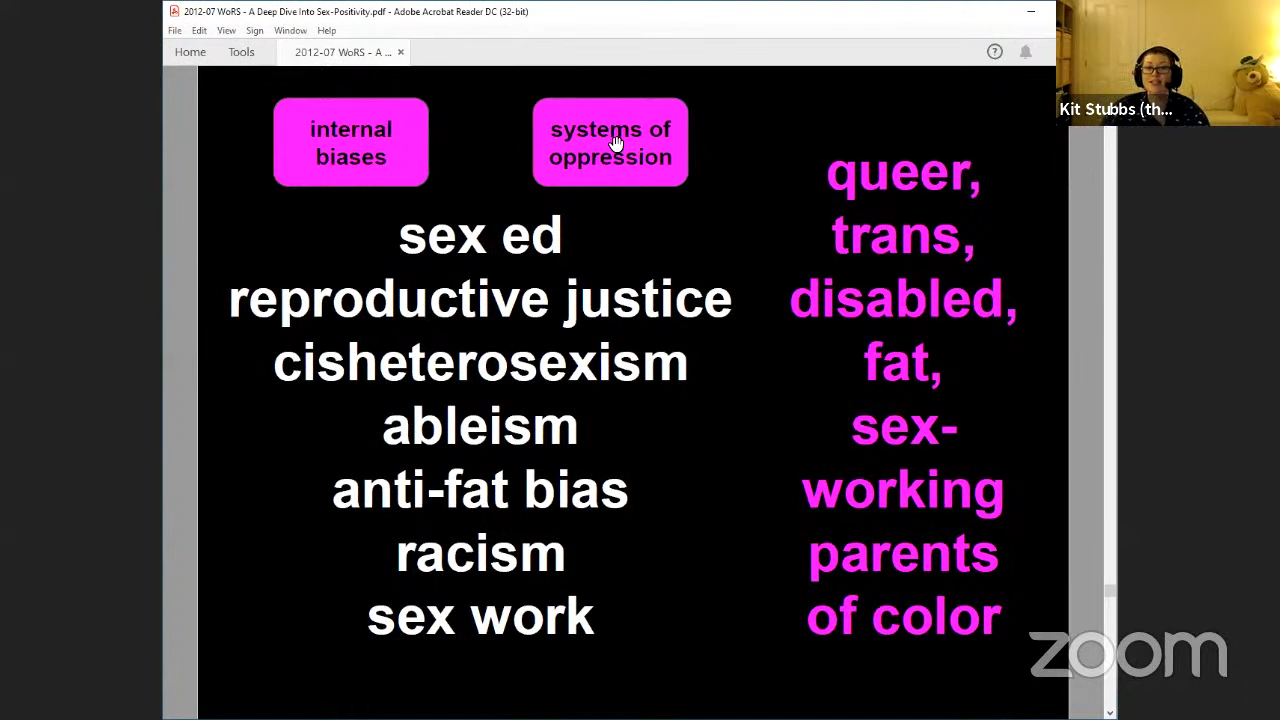 2012-07 WoRS - A Deep Dive Into Sex-Positivity.pdf - Adobe Acrobat Reader DC (32-bit)
File Edit View Sign Window Help
Home Tools 2012-07 WoRS - A ... ×
Kit Stubbs (th...
internal
biases
systems of
oppression
sex ed
reproductive justice
cisheterosexism
ableism
anti-fat bias
racism
sex work
queer,
trans,
disabled,
fat,
sex-
working
parents
of color
zoom